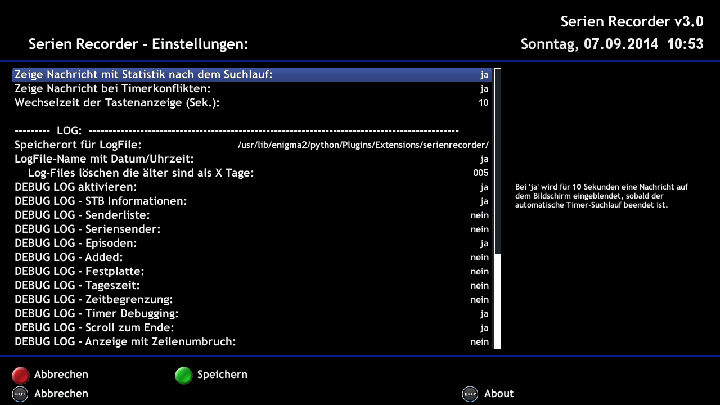 Serien Recorder v3.0
Serien Recorder - Einstellungen:
Sonntag, 07.09.2014 10:53
Zeige Nachricht mit Statistik nach dem Suchlauf: ja
Zeige Nachricht bei Timerkonflikten: ja
Wechselzeit der Tastenanzeige (Sek.): 10
--------- LOG: -----------------------------------------------------------------------------------------------
Speicherort für LogFile: /usr/lib/enigma2/python/Plugins/Extensions/serienrecorder/
LogFile-Name mit Datum/Uhrzeit: ja
Log-Files löschen die älter sind als X Tage: 005
DEBUG LOG aktivieren: ja
DEBUG LOG - STB Informationen: ja
DEBUG LOG - Senderliste: nein
DEBUG LOG - Seriensender: nein
DEBUG LOG - Episoden: ja
DEBUG LOG - Added: nein
DEBUG LOG - Festplatte: nein
DEBUG LOG - Tageszeit: nein
DEBUG LOG - Zeitbegrenzung: nein
DEBUG LOG - Timer Debugging: ja
DEBUG LOG - Scroll zum Ende: ja
DEBUG LOG - Anzeige mit Zeilenumbruch: nein
Bei 'ja' wird für 10 Sekunden eine Nachricht auf
dem Bildschirm eingeblendet, sobald der
automatische Timer-Suchlauf beendet ist.
Abbrechen
Speichern
Abbrechen
About